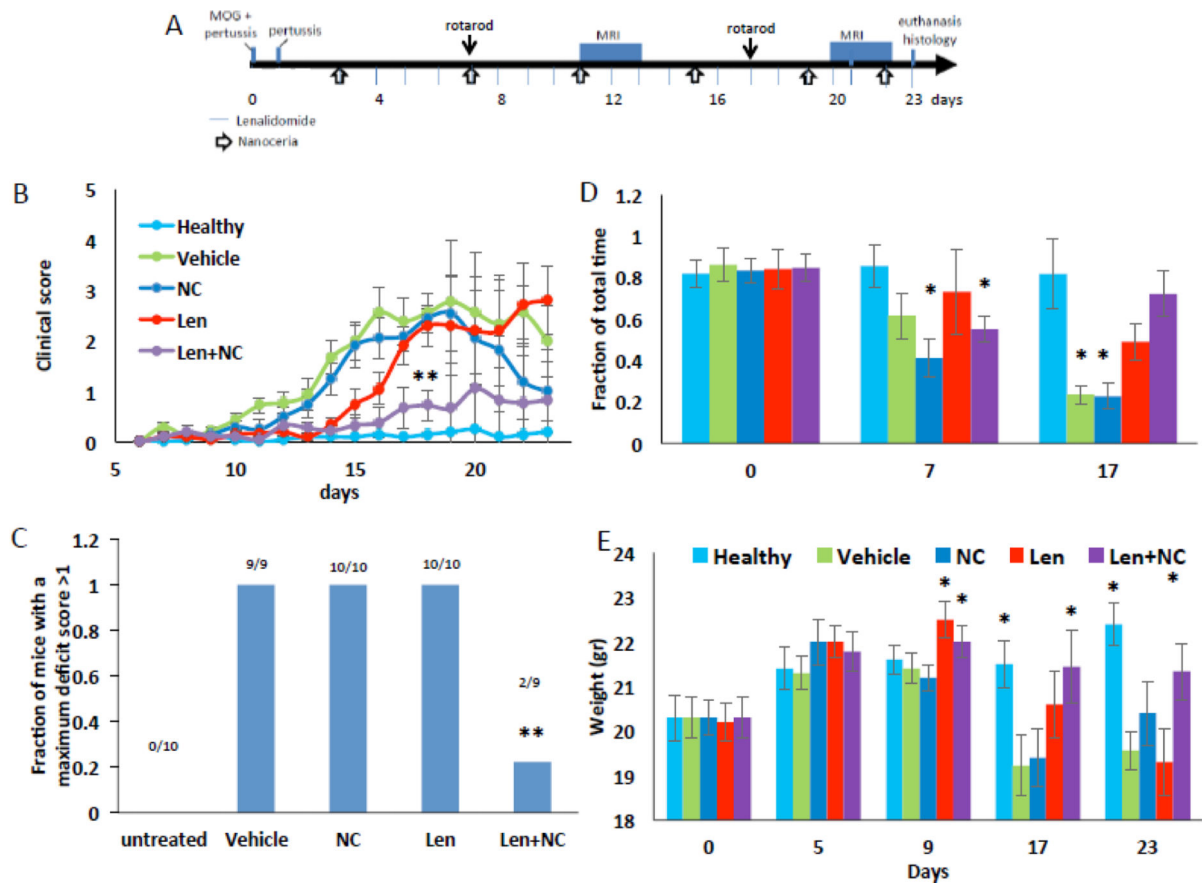 A
MOG +
pertussis
pertussis
rotarod
MRI
rotarod
MRI
euthanasis
histology
0 4 8 12 16 20 23 days
Lenalidomide
Nanoceria
B
Clinical score
5
4
3
2
1
0
Healthy
Vehicle
NC
Len
Len+NC
**
5 10 15 20
days
D
Fraction of total time
1.2
1
0.8
0.6
0.4
0.2
0
* *
* *
0 7 17
C
Fraction of mice with a
maximum deficit score >1
1.2
1
0.8
0.6
0.4
0.2
0
0/10
9/9
10/10
10/10
2/9
**
untreated Vehicle NC Len Len+NC
E
Healthy Vehicle NC Len Len+NC
Weight (gr)
24
23
22
21
20
19
18
* * * * * *
0 5 9 17 23
Days